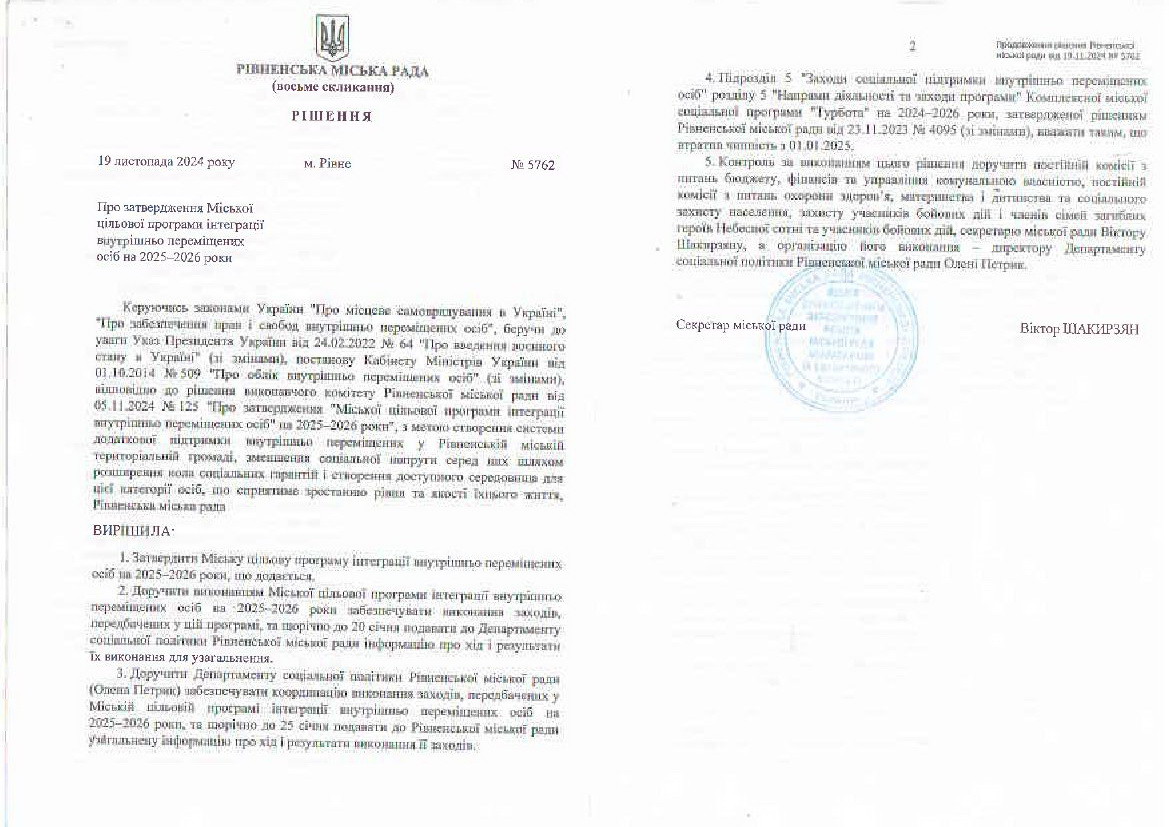 РІВНЕНСЬКА МІСЬКА РАДА
(восьме скликання)
РІШЕННЯ
19 листопада 2024 року м. Рівне № 5762
Про затвердження Міської
цільової програми інтеграції
внутрішньо переміщених
осіб на 2025–2026 роки
Керуючись законами України "Про місцеве самоврядування в Україні",
"Про забезпечення прав і свобод внутрішньо переміщених осіб", беручи до
уваги Указ Президента України від 24.02.2022 № 64 "Про введення воєнного
стану в Україні" (зі змінами), постанову Кабінету Міністрів України від
01.10.2014 № 509 "Про облік внутрішньо переміщених осіб" (зі змінами),
відповідно до рішення виконавчого комітету Рівненської міської ради від
05.11.2024 № 125 "Про затвердження "Міської цільової програми інтеграції
внутрішньо переміщених осіб" на 2025–2026 роки", з метою створення системи
додаткової підтримки внутрішньо переміщених у Рівненській міській
територіальній громаді, зменшення соціальної напруги серед них шляхом
розширення кола соціальних гарантій і створення доступного середовища для
цієї категорії осіб, що сприятиме зростанню рівня та якості їхнього життя,
Рівненська міська рада
ВИРІШИЛА:
1. Затвердити Міську цільову програму інтеграції внутрішньо переміщених
осіб на 2025–2026 роки, що додається.
2. Доручити виконавцям Міської цільової програми інтеграції внутрішньо
переміщених осіб на 2025–2026 роки забезпечувати виконання заходів,
передбачених у цій програмі, та щорічно до 20 січня подавати до Департаменту
соціальної політики Рівненської міської ради інформацію про хід і результати
їх виконання для узагальнення.
3. Доручити Департаменту соціальної політики Рівненської міської ради
(Олена Петрик) забезпечувати координацію виконання заходів, передбачених у
Міській цільовій програмі інтеграції внутрішньо переміщених осіб на
2025–2026 роки, та щорічно до 25 січня подавати до Рівненської міської ради
узагальнену інформацію про хід і результати виконання її заходів.
2
Продовження рішення Рівненської
міської ради від 19.11.2024 № 5762
4. Підрозділ 5 "Заходи соціальної підтримки внутрішньо переміщених
осіб" розділу 5 "Напрями діяльності та заходи програми" Комплексної міської
соціальної програми "Турбота" на 2024–2026 роки, затвердженої рішенням
Рівненської міської ради від 23.11.2023 № 4095 (зі змінами), вважати таким, що
втратив чинність з 01.01.2025.
5. Контроль за виконанням цього рішення доручити постійній комісії з
питань бюджету, фінансів та управління комунальною власністю, постійній
комісії з питань охорони здоров'я, материнства і дитинства та соціального
захисту населення, захисту учасників бойових дій і членів сімей загиблих
героїв Небесної сотні та учасників бойових дій, секретарю міської ради Віктору
Шакирзяну, а організацію його виконання – директору Департаменту
соціальної політики Рівненської міської ради Олені Петрик.
Секретар міської ради Віктор ШАКИРЗЯН